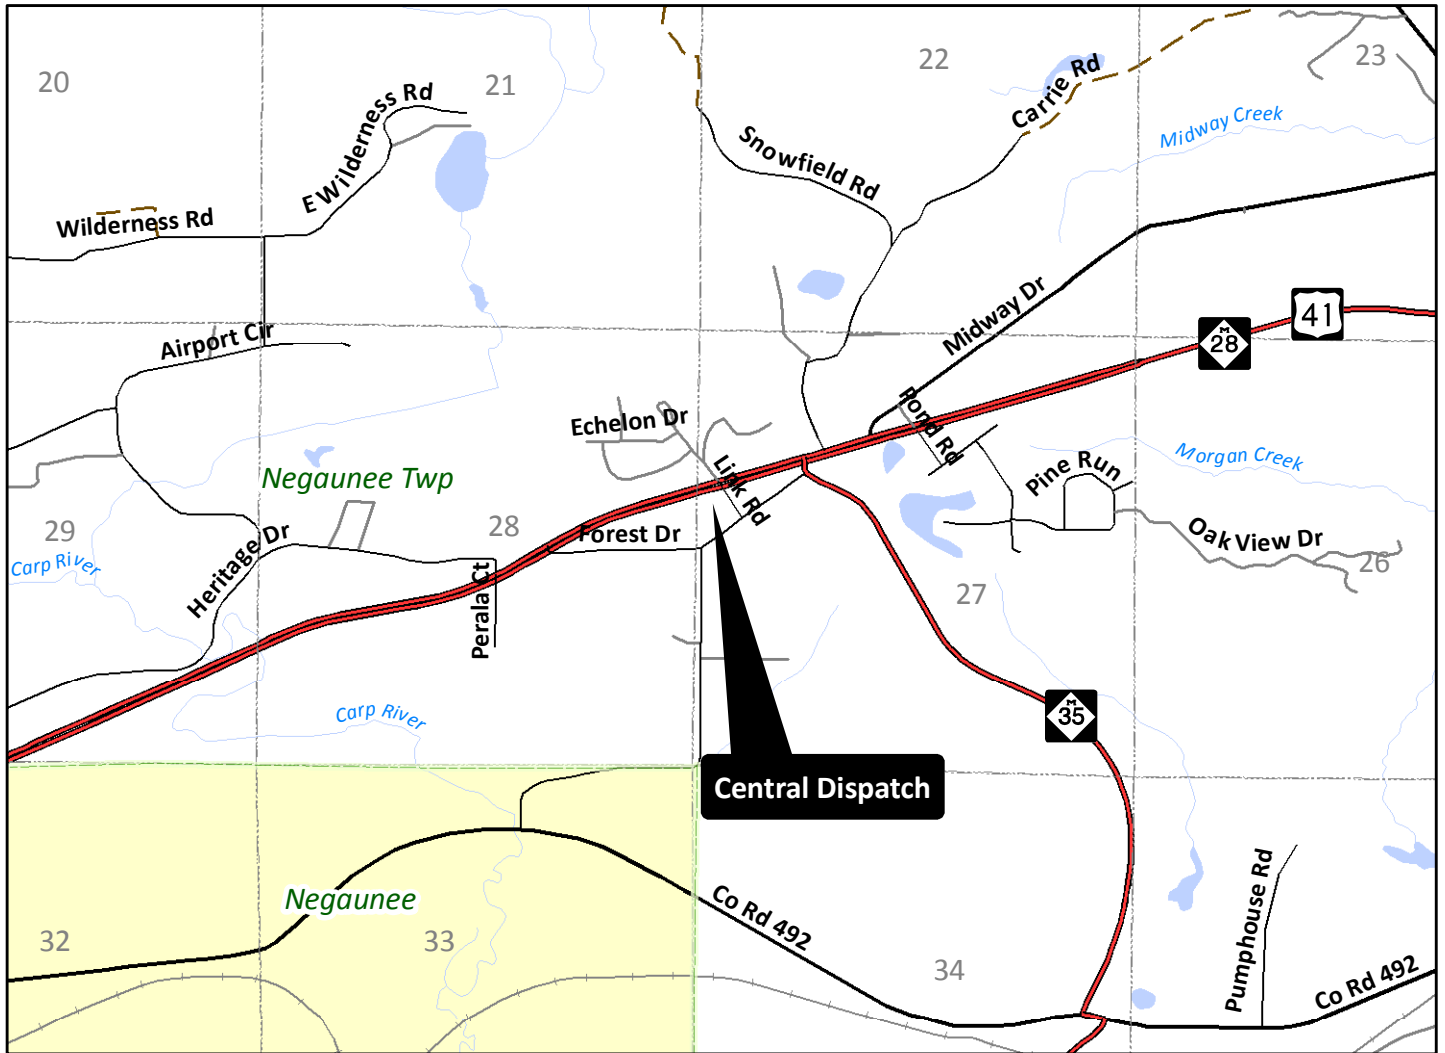 20
21
22
23
Carrie Rd
E Wilderness Rd
Midway Creek
Snowfield Rd
Wilderness Rd
Midway Dr
41
M
28
Airport Cir
Echelon Dr
Pond Rd
Link Rd
Morgan Creek
Pine Run
Negaunee Twp
29
28
Forest Dr
Oak View Dr
26
Heritage Dr
Carp River
Perala Ct
27
Carp River
M
35
Central Dispatch
Negaunee
Co Rd 492
Pumphouse Rd
32
33
34
Co Rd 492